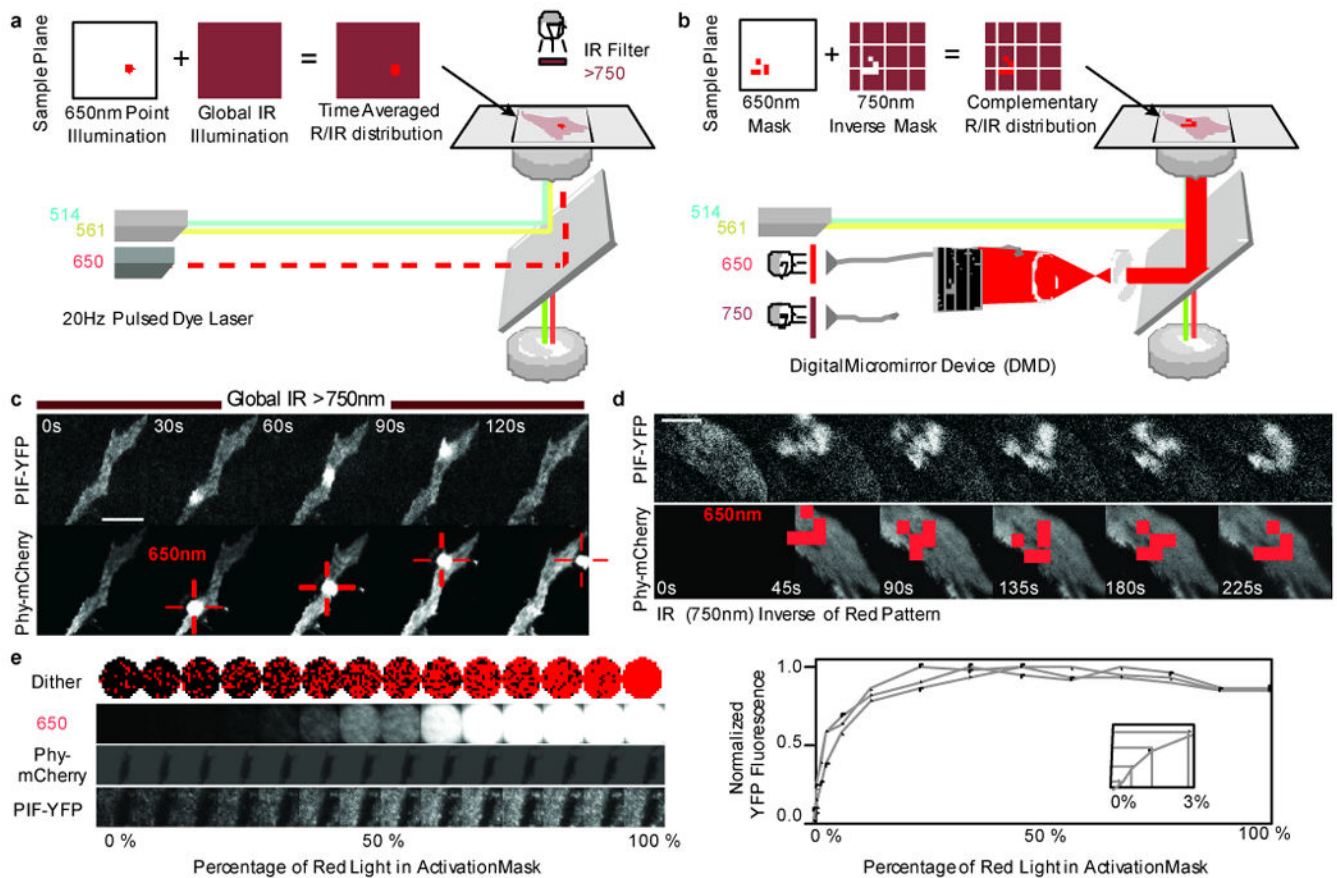 a
Sample Plane
+
=
650nm Point
Illumination
Global IR
Illumination
Time Averaged
R/IR distribution
IR Filter
>750
514
561
650
20Hz Pulsed Dye Laser
b
Sample Plane
+
=
650nm
Mask
750nm
Inverse Mask
Complementary
R/IR distribution
514
561
650
750
Digital Micromirror Device (DMD)
c
Global IR >750nm
PIF-YFP
0s 30s 60s 90s 120s
Phy-mCherry
650nm
d
PIF-YFP
Phy-mCherry
650nm
0s 45s 90s 135s 180s 225s
IR (750nm) Inverse of Red Pattern
e
Dither
650
Phy-
mCherry
PIF-YFP
0 % 50 % 100 %
Percentage of Red Light in ActivationMask
Normalized
YFP Fluorescence
1.0
0.5
0.0
0% 3%
0 % 50 % 100 %
Percentage of Red Light in ActivationMask